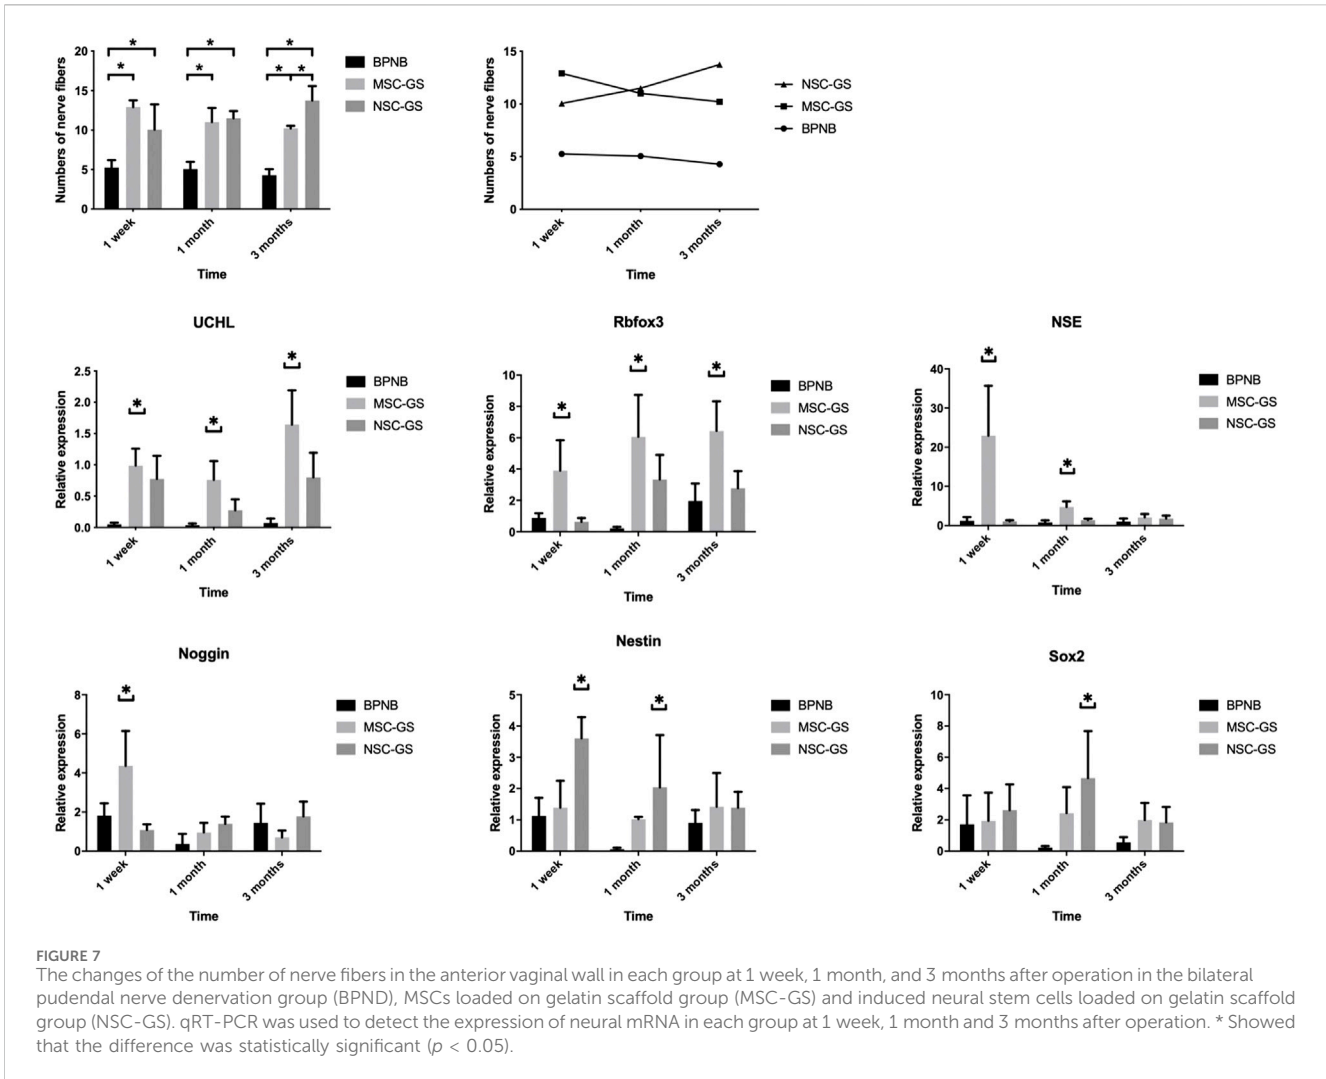 20
15
10
5
0
Numbers of nerve fibers
* * * * * * * *
BPNB
MSC-GS
NSC-GS
1 week
1 month
3 months
Time
15
10
5
0
Numbers of nerve fibers
NSC-GS
MSC-GS
BPNB
1 week
1 month
3 months
Time
UCHL
2.5
2.0
1.5
1.0
0.5
0.0
Relative expression
* * *
BPNB
MSC-GS
NSC-GS
1 week
1 month
3 months
Time
Rbfox3
10
8
6
4
2
0
Relative expression
* * *
BPNB
MSC-GS
NSC-GS
1 week
1 month
3 months
Time
NSE
40
30
20
10
0
Relative expression
* *
BPNB
MSC-GS
NSC-GS
1 week
1 month
3 months
Time
Noggin
8
6
4
2
0
Relative expression
*
BPNB
MSC-GS
NSC-GS
1 week
1 month
3 months
Time
Nestin
5
4
3
2
1
0
Relative expression
* *
BPNB
MSC-GS
NSC-GS
1 week
1 month
3 months
Time
Sox2
10
8
6
4
2
0
Relative expression
*
BPNB
MSC-GS
NSC-GS
1 week
1 month
3 months
Time
FIGURE 7
The changes of the number of nerve fibers in the anterior vaginal wall in each group at 1 week, 1 month, and 3 months after operation in the bilateral
pudendal nerve denervation group (BPND), MSCs loaded on gelatin scaffold group (MSC-GS) and induced neural stem cells loaded on gelatin scaffold
group (NSC-GS). qRT-PCR was used to detect the expression of neural mRNA in each group at 1 week, 1 month and 3 months after operation. * Showed
that the difference was statistically significant (p < 0.05).